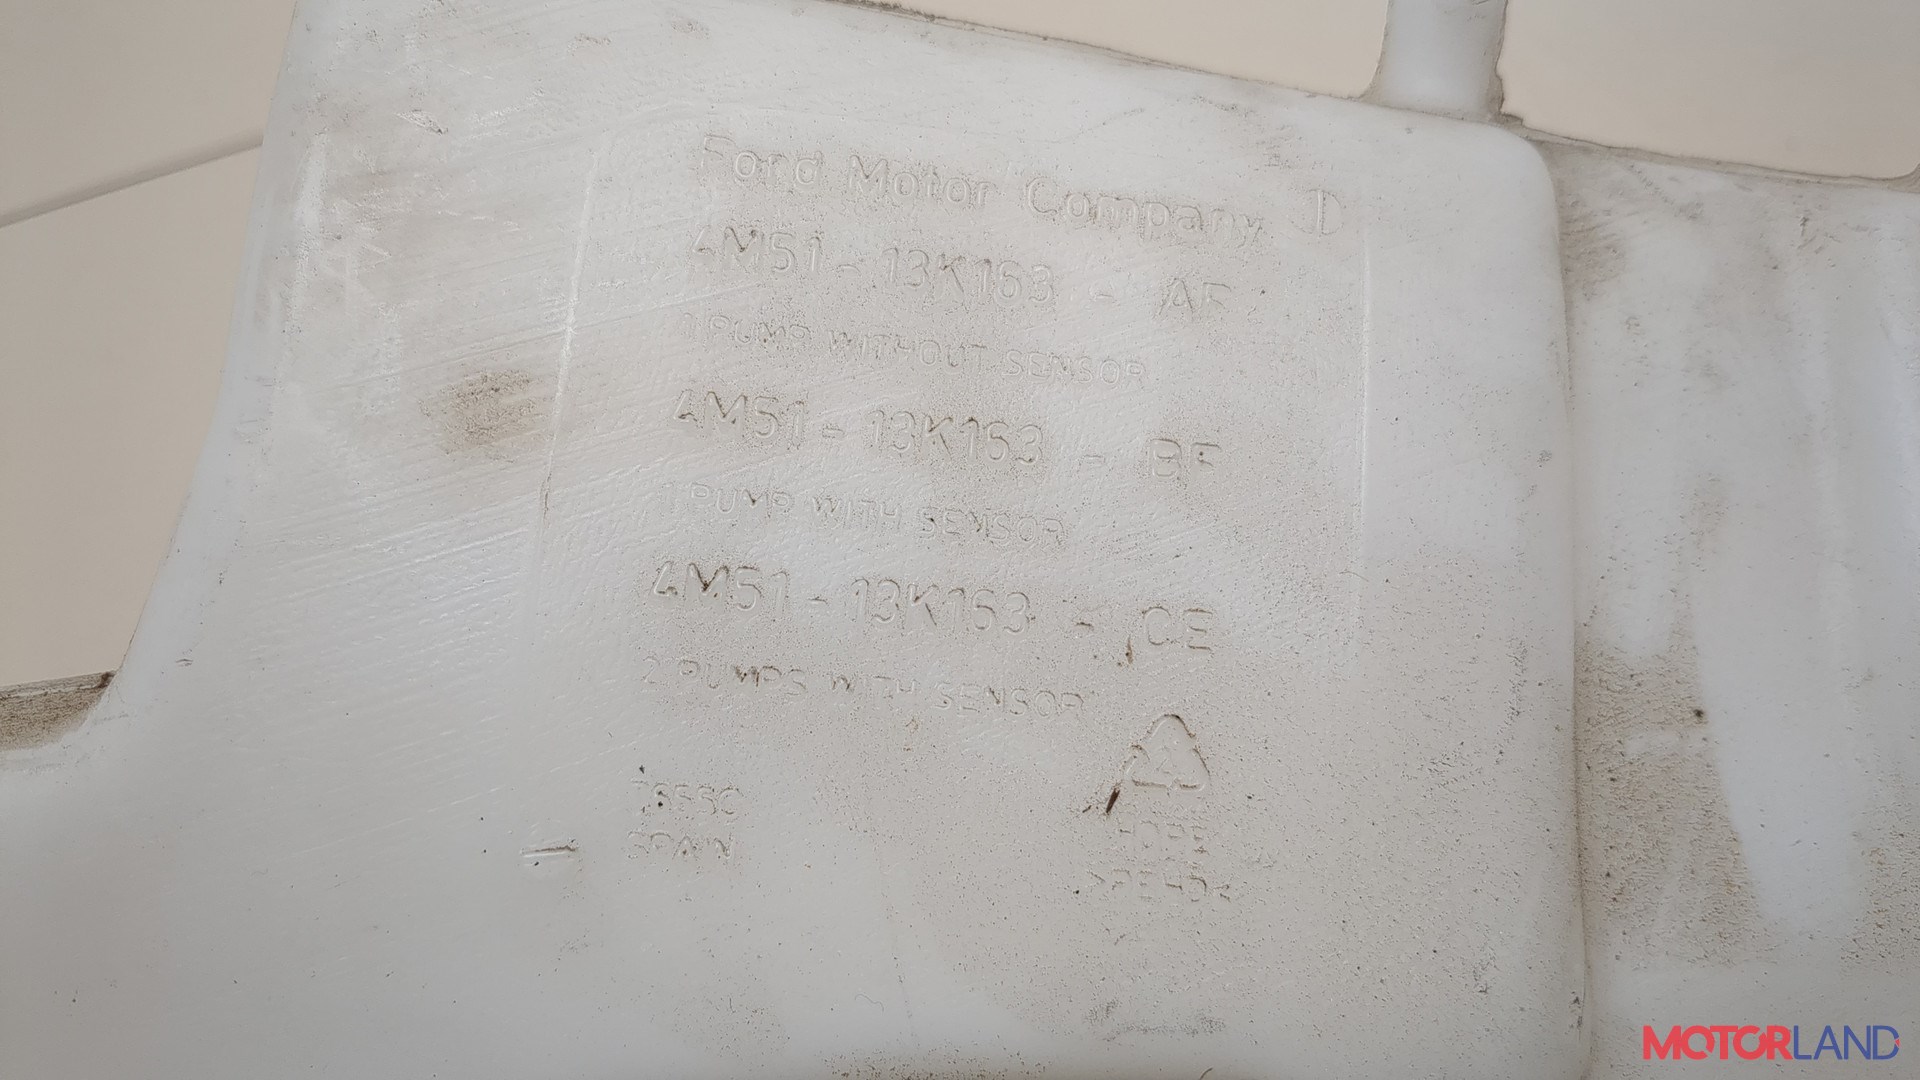 Ford Motor Company
4M51 - 13K163 - AF
1 PUMP WITHOUT SENSOR
4M51 - 13K163 - BF
1 PUMP WITH SENSOR
4M51 - 13K163 - CE
2 PUMPS WITH SENSOR
SPAIN
>PEHD<
MOTORLAND